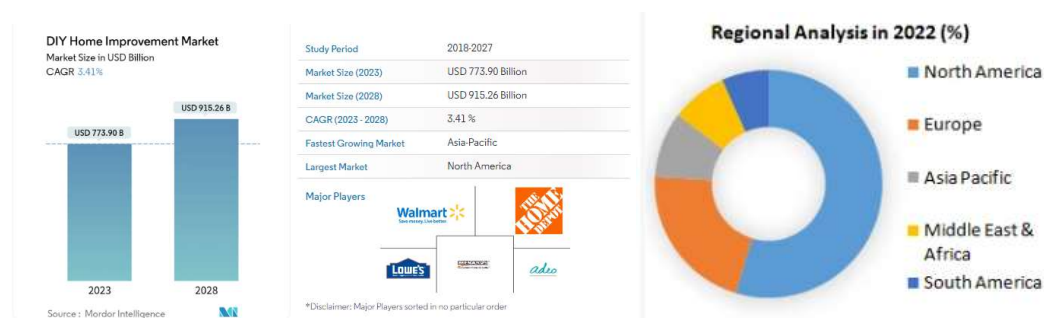 DIY Home Improvement Market
Market Size in USD Billion
CAGR 3.41%
USD 773.90 B
USD 915.26 B
2023
2028
Source : Mordor Intelligence
Study Period 2018-2027
Market Size (2023) USD 773.90 Billion
Market Size (2028) USD 915.26 Billion
CAGR (2023 - 2028) 3.41 %
Fastest Growing Market Asia-Pacific
Largest Market North America
Major Players
Walmart
Save money. Live better.
THE
HOME
DEPOT
LOWE'S
adeo
*Disclaimer: Major Players sorted in no particular order
Regional Analysis in 2022 (%)
North America
Europe
Asia Pacific
Middle East &
Africa
South America